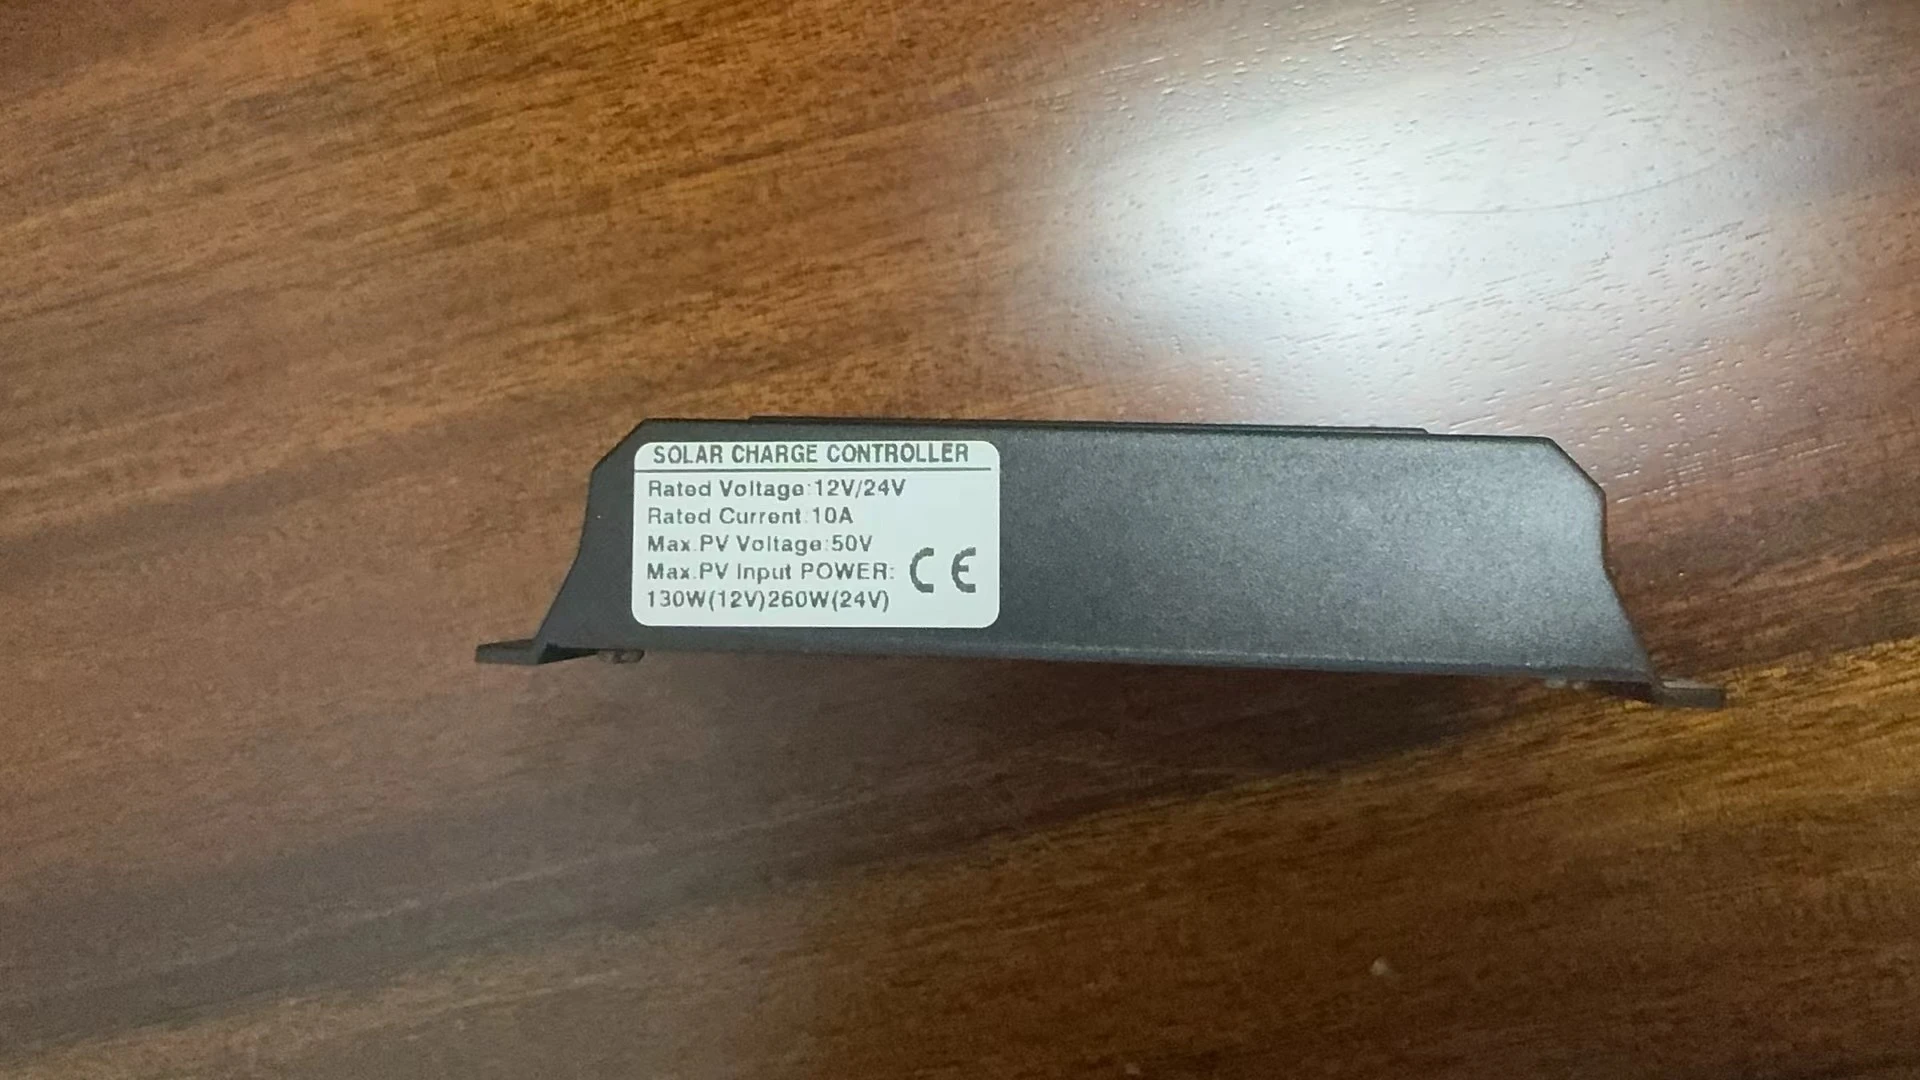 SOLAR CHARGE CONTROLLER
Rated Voltage:12V/24V
Rated Current:10A
Max.PV Voltage:50V
Max.PV Input POWER:
130W(12V)260W(24V)
CE